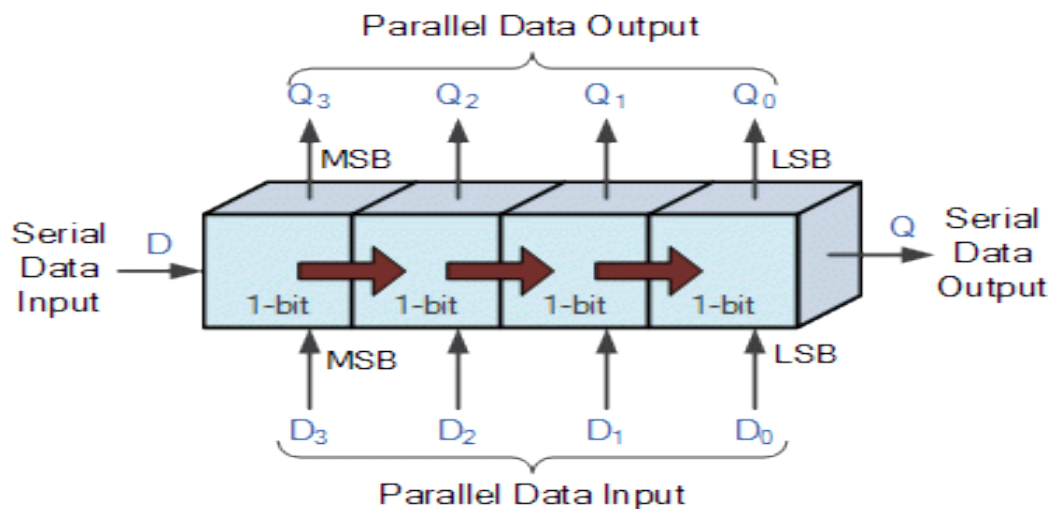 Parallel Data Output
Q₃ Q₂ Q₁ Q₀
MSB LSB
Serial Data Input
D
Q
Serial Data Output
1-bit 1-bit 1-bit 1-bit
MSB LSB
D₃ D₂ D₁ D₀
Parallel Data Input